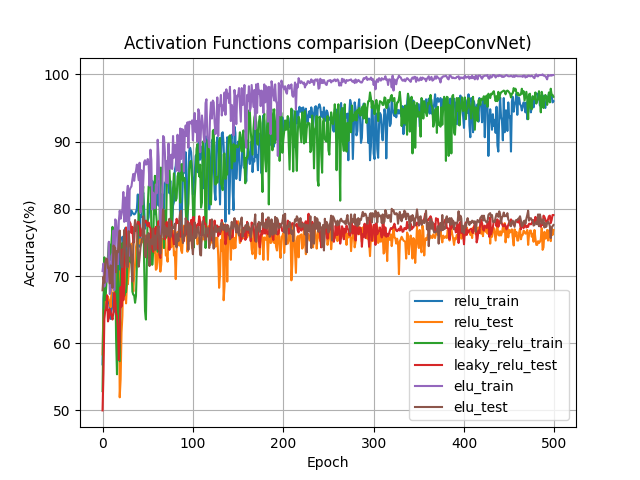 Activation Functions comparision (DeepConvNet)
Accuracy(%)
100
90
80
70
60
50
0
100
200
300
400
500
Epoch
relu_train
relu_test
leaky_relu_train
leaky_relu_test
elu_train
elu_test